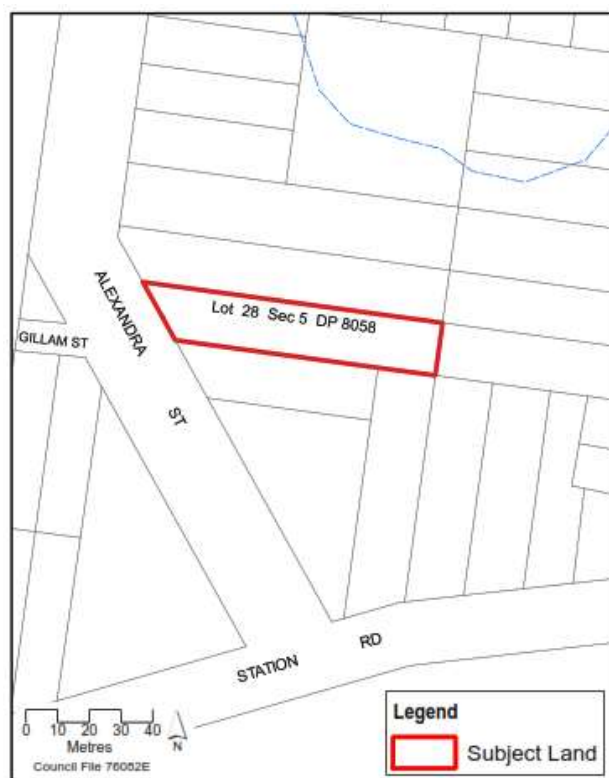 Lot 28 Sec 5 DP 8058
ALEXANDRA
ST
GILLAM ST
STATION
RD
0 10 20 30 40
Metres
N
Council File 76082E
Legend
Subject Land